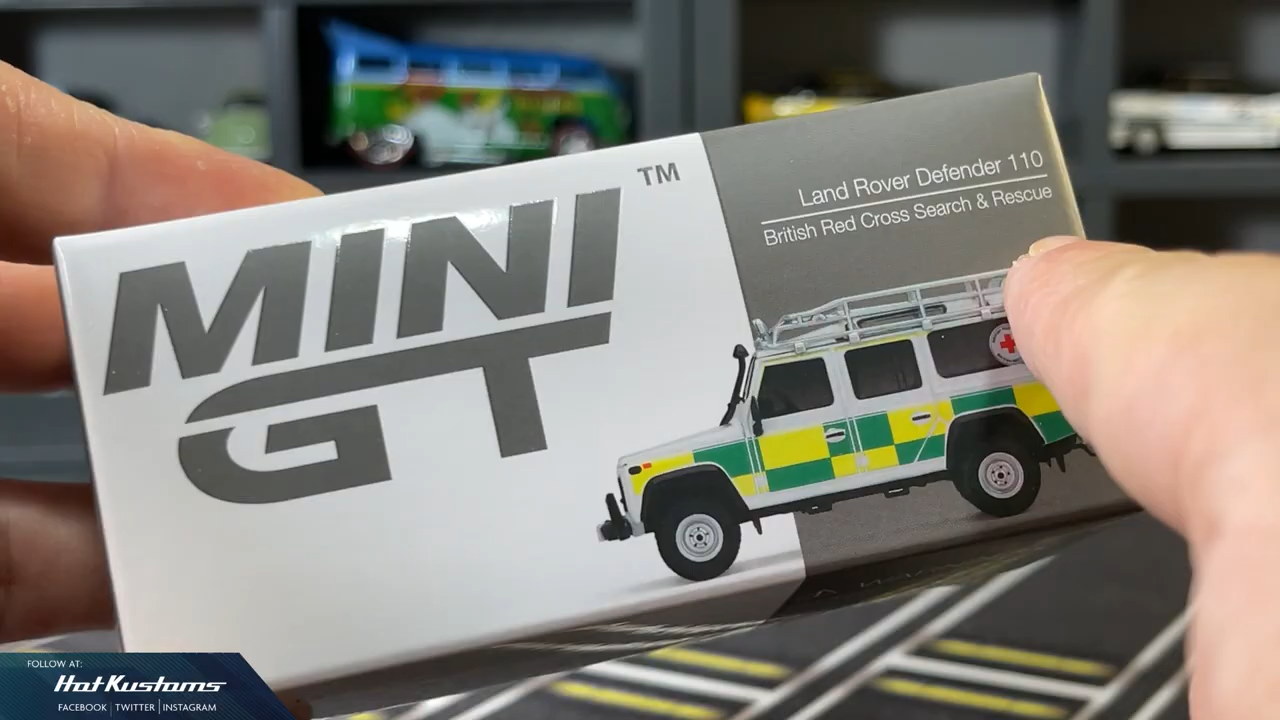 MINI
GT
TM
Land Rover Defender 110
British Red Cross Search & Rescue
FOLLOW AT:
HotKustoms
FACEBOOK | TWITTER | INSTAGRAM